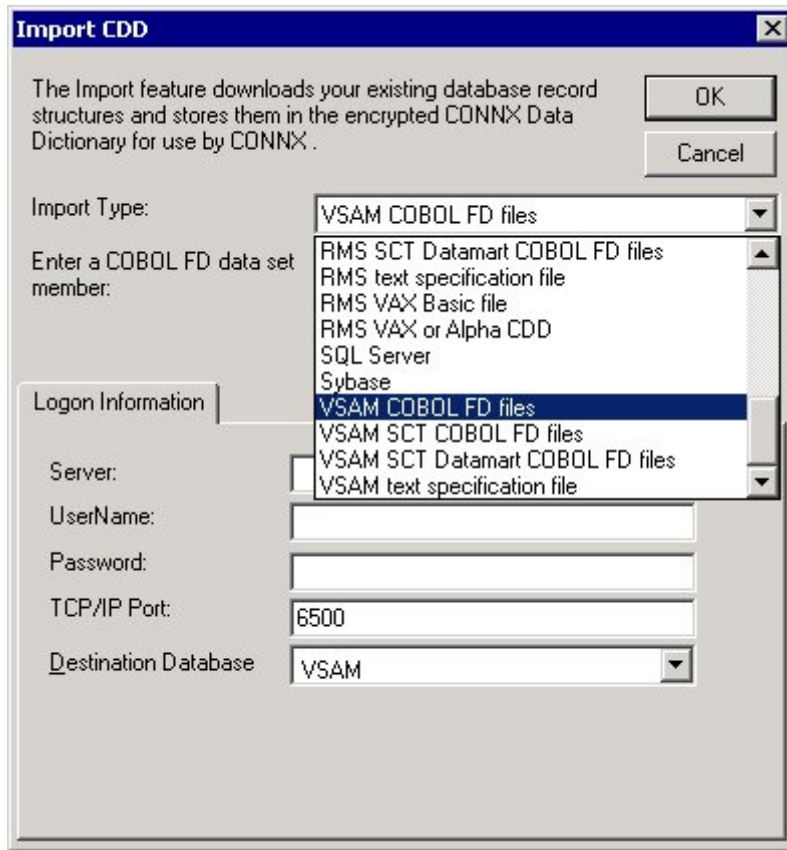 Import CDD
The Import feature downloads your existing database record
structures and stores them in the encrypted CONNX Data
Dictionary for use by CONNX .
OK
Cancel
Import Type:
VSAM COBOL FD files
Enter a COBOL FD data set
member:
RMS SCT Datamart COBOL FD files
RMS text specification file
RMS VAX Basic file
RMS VAX or Alpha CDD
SQL Server
Sybase
VSAM COBOL FD files
VSAM SCT COBOL FD files
VSAM SCT Datamart COBOL FD files
VSAM text specification file
Logon Information
Server:
UserName:
Password:
TCP/IP Port:
6500
Destination Database
VSAM